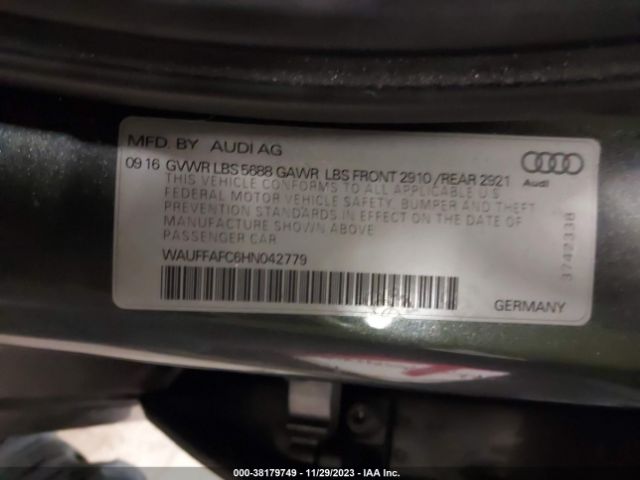 MFD. BY AUDI AG
09 16 GVWR LBS 5688 GAWR LBS FRONT 2910 /REAR 2921
THIS VEHICLE CONFORMS TO ALL APPLICABLE U.S.
FEDERAL MOTOR VEHICLE SAFETY, BUMPER AND THEFT
PREVENTION STANDARDS IN EFFECT ON THE DATE OF
MANUFACTURE SHOWN ABOVE
PASSENGER CAR
WAUFFAFC6HN042779
GERMANY
Audi
3742338
000-38179749 - 11/29/2023 - IAA Inc.